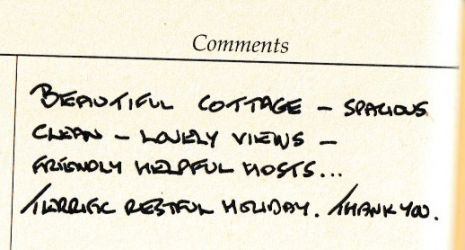 Comments
BEAUTIFUL COTTAGE – SPACIOUS
CLEAN – LOVELY VIEWS –
FRIENDLY HELPFUL HOSTS...
TERRIFIC RESTFUL HOLIDAY. THANK YOU.